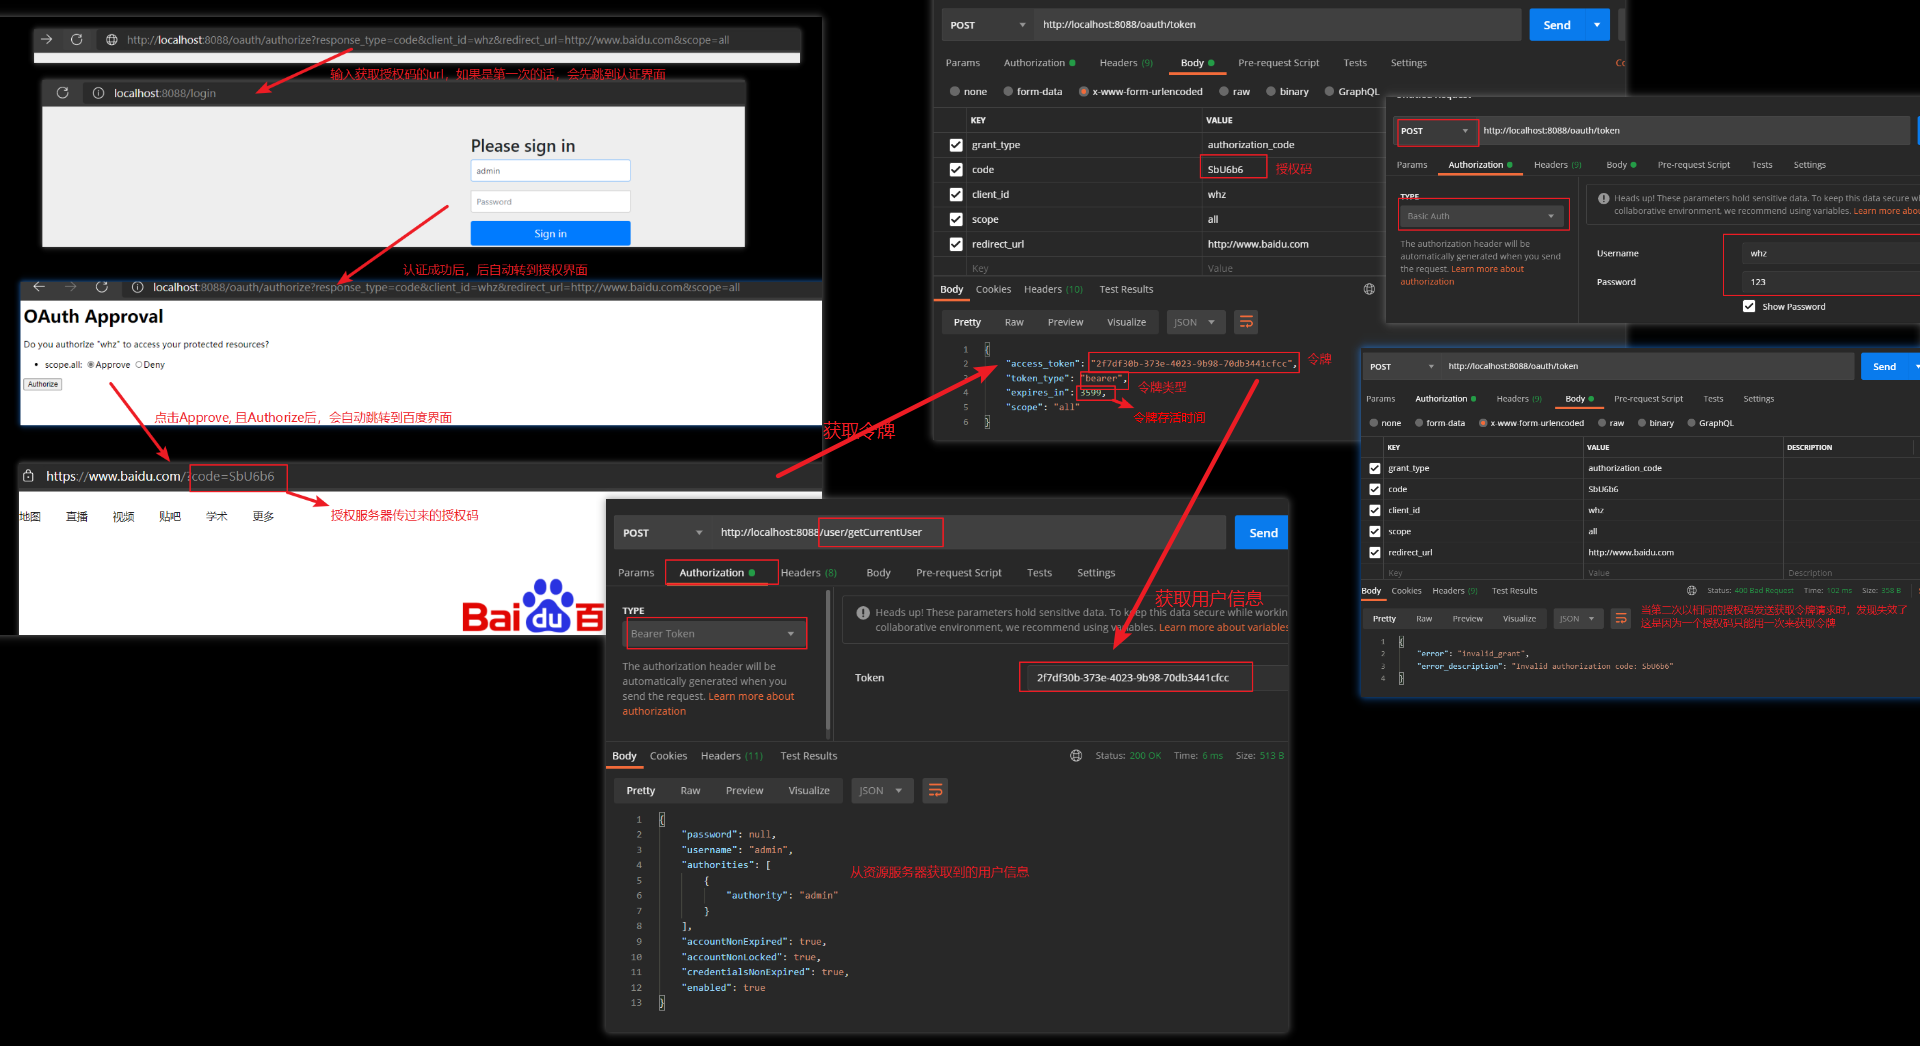 http://localhost:8088/oauth/authorize?response_type=code&client_id=whz&redirect_url=http://www.baidu.com&scope=all
输入获取授权码的url，如果是第一次的话，会先跳到认证界面
localhost:8088/login
Please sign in
admin
Password
Sign in
认证成功后，后自动转到授权界面
localhost:8088/oauth/authorize?response_type=code&client_id=whz&redirect_url=http://www.baidu.com&scope=all
OAuth Approval
Do you authorize "whz" to access your protected resources?
scope.all: Approve Deny
Authorize
点击Approve, 且Authorize后，会自动跳转到百度界面
https://www.baidu.com/?code=SbU6b6
地图 直播 视频 贴吧 学术 更多
授权服务器传过来的授权码
Bai du 百
获取令牌
POST http://localhost:8088/oauth/token Send
Params Authorization Headers (9) Body Pre-request Script Tests Settings
none form-data x-www-form-urlencoded raw binary GraphQL
KEY VALUE
grant_type authorization_code
code SbU6b6 授权码
client_id whz
scope all
redirect_url http://www.baidu.com
Key Value
Body Cookies Headers (10) Test Results
Pretty Raw Preview Visualize JSON
1 {
2 "access_token": "2f7df30b-373e-4023-9b98-70db3441cfcc", 令牌
3 "token_type": "bearer", 令牌类型
4 "expires_in": 3599,
5 "scope": "all" 令牌存活时间
6 }
POST http://localhost:8088/oauth/token
Params Authorization Headers (9) Body Pre-request Script Tests Settings
TYPE
Basic Auth
The authorization header will be
automatically generated when you send
the request. Learn more about
authorization
Heads up! These parameters hold sensitive data. To keep this data secure
collaborative environment, we recommend using variables. Learn more
Username whz
Password 123
Show Password
POST http://localhost:8088/oauth/token Send
Params Authorization Headers (9) Body Pre-request Script Tests Settings
none form-data x-www-form-urlencoded raw binary GraphQL
KEY VALUE DESCRIPTION
grant_type authorization_code
code SbU6b6
client_id whz
scope all
redirect_url http://www.baidu.com
Key Value Description
Body Cookies Headers (9) Test Results Status: 400 Bad Request Time: 102 ms Size: 358 B
Pretty Raw Preview Visualize JSON
当第二次以相同的授权码发送获取令牌请求时，发现失效了
这是因为一个授权码只能用一次来获取令牌
1 {
2 "error": "invalid_grant",
3 "error_description": "Invalid authorization code: SbU6b6"
4 }
POST http://localhost:8088/user/getCurrentUser Send
Params Authorization Headers (8) Body Pre-request Script Tests Settings
获取用户信息
TYPE
Bearer Token
The authorization header will be
automatically generated when you
send the request. Learn more about
authorization
Heads up! These parameters hold sensitive data. To keep this data secure while workin
collaborative environment, we recommend using variables. Learn more about variables
Token 2f7df30b-373e-4023-9b98-70db3441cfcc
Body Cookies Headers (11) Test Results Status: 200 OK Time: 6 ms Size: 513 B
Pretty Raw Preview Visualize JSON
1 {
2 "password": null,
3 "username": "admin",
4 "authorities": [
5 {
6 "authority": "admin"
7 }
8 ],
9 "accountNonExpired": true,
10 "accountNonLocked": true,
11 "credentialsNonExpired": true,
12 "enabled": true
13 }
从资源服务器获取到的用户信息